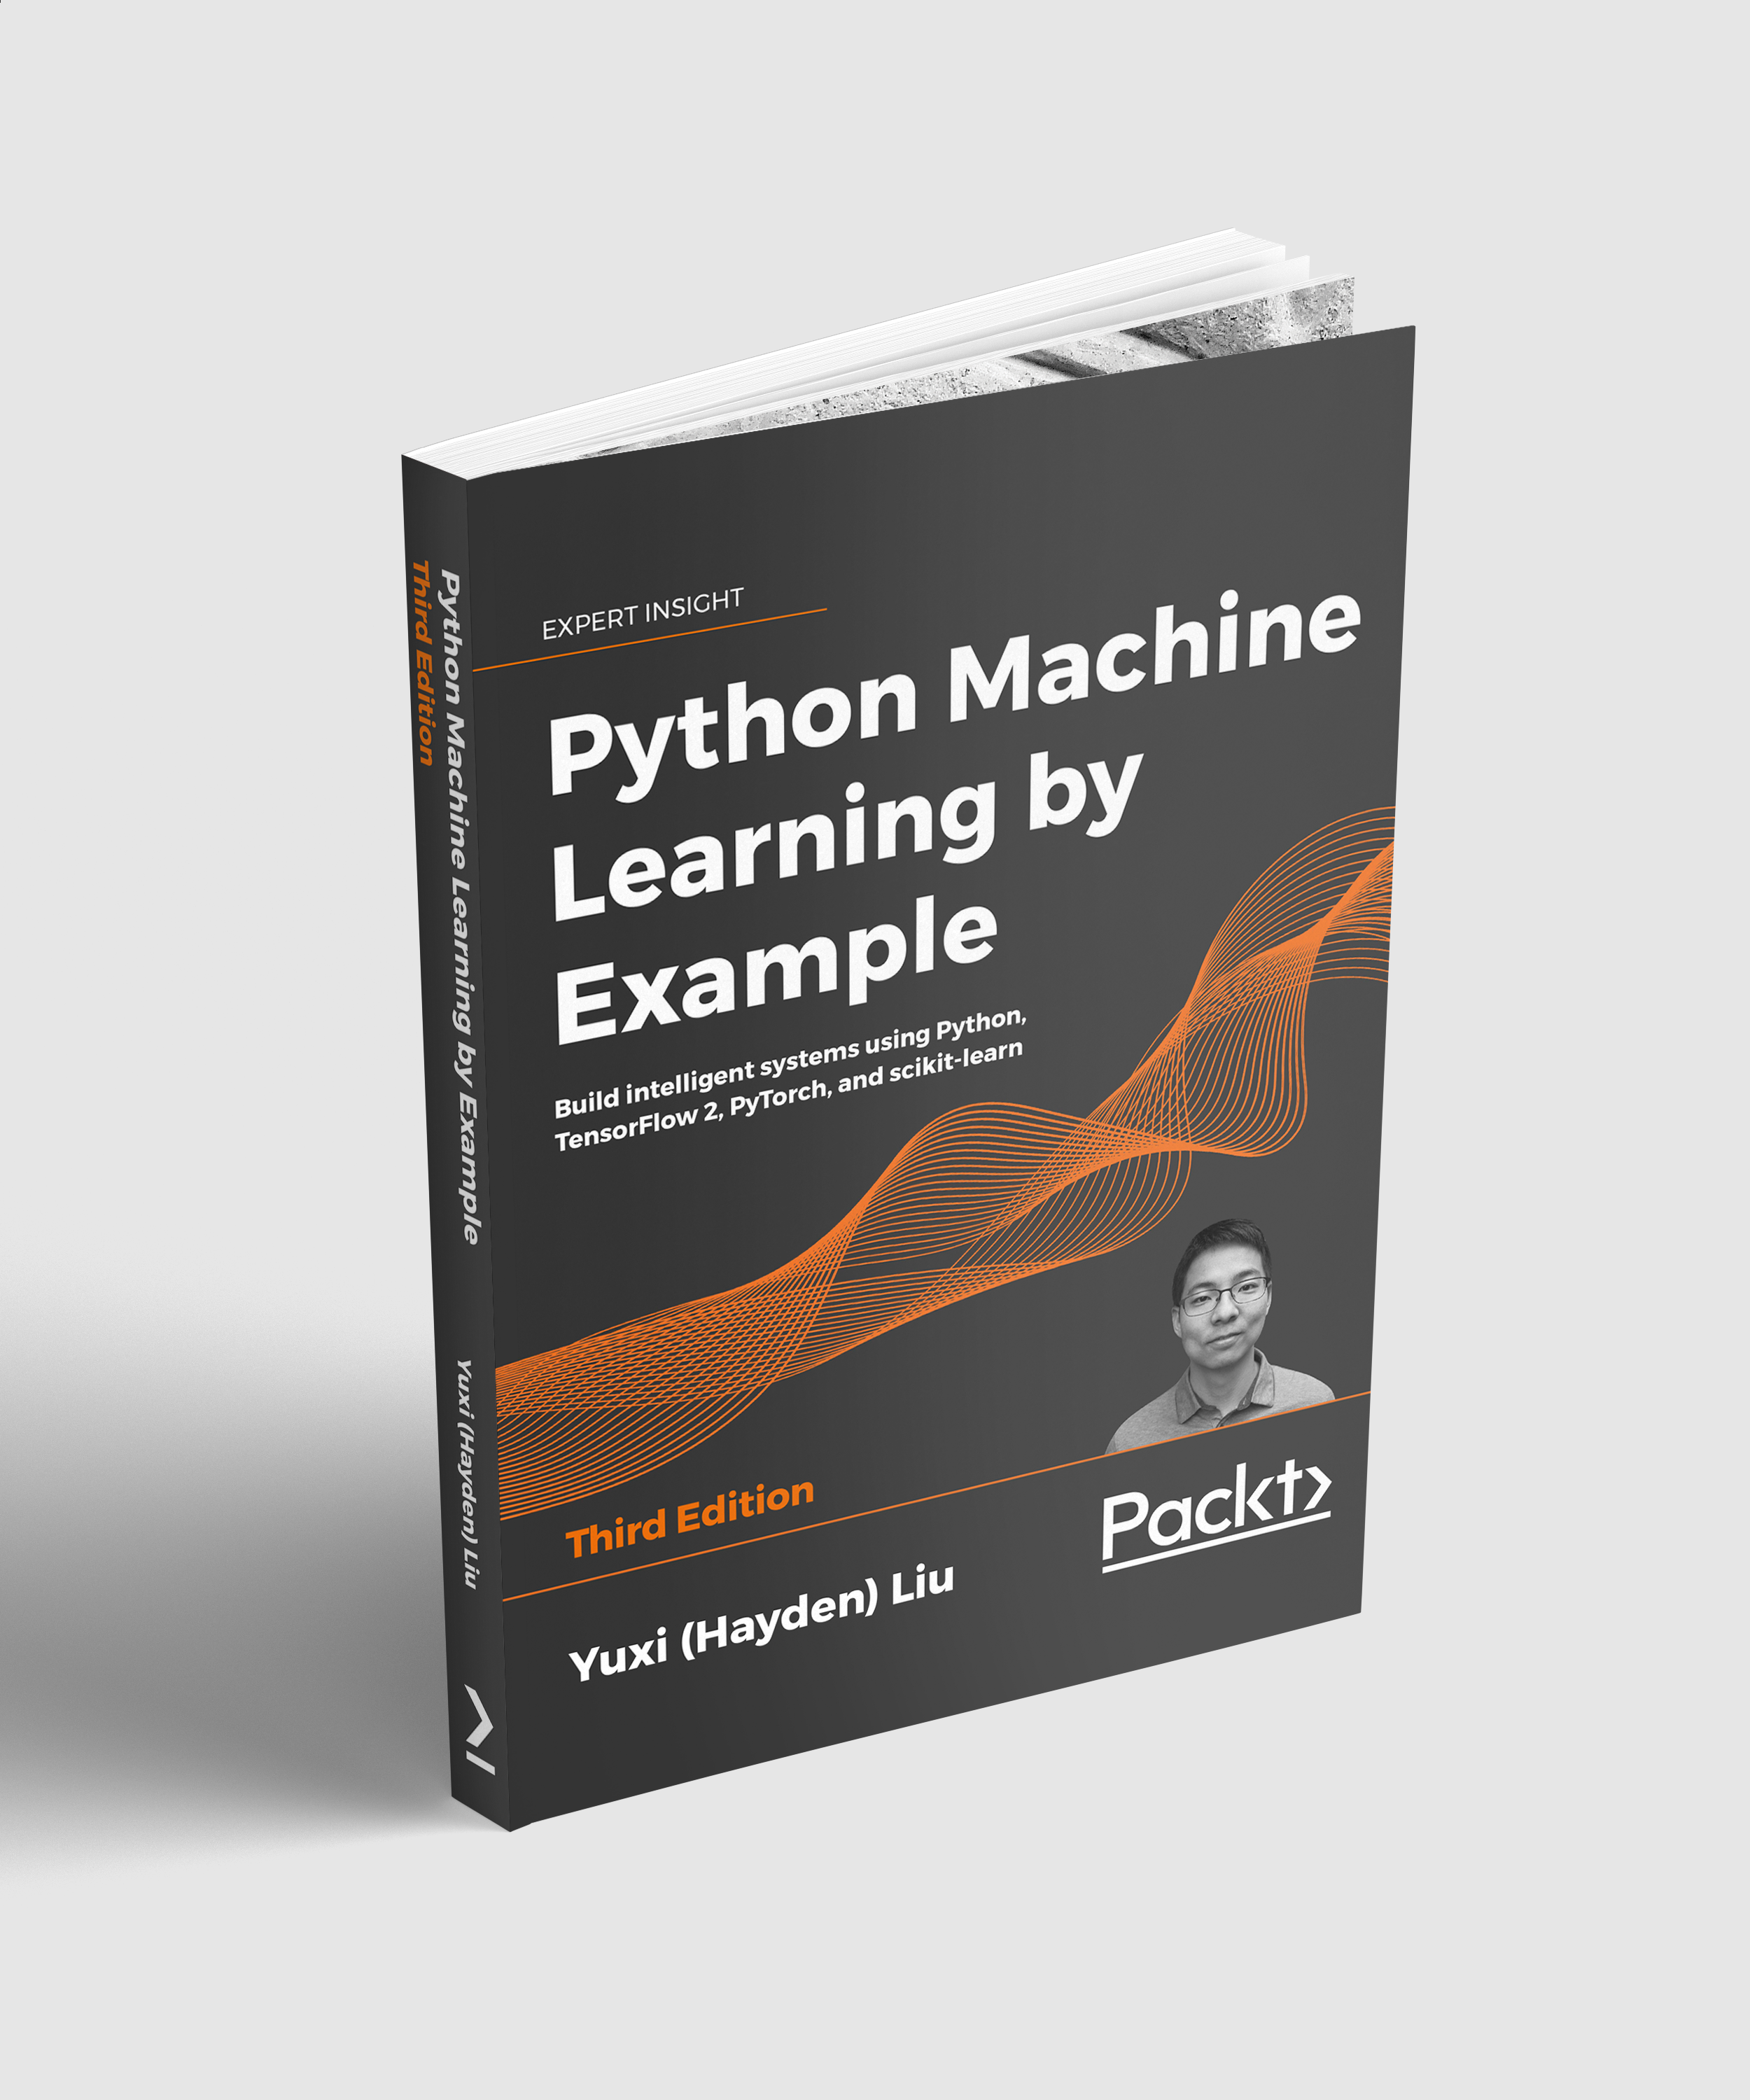 EXPERT INSIGHT
Python Machine
Learning by
Example
Build intelligent systems using Python,
TensorFlow 2, PyTorch, and scikit-learn
Third Edition
Yuxi (Hayden) Liu
Packt
Python Machine Learning by Example
Third Edition
Yuxi (Hayden) Liu